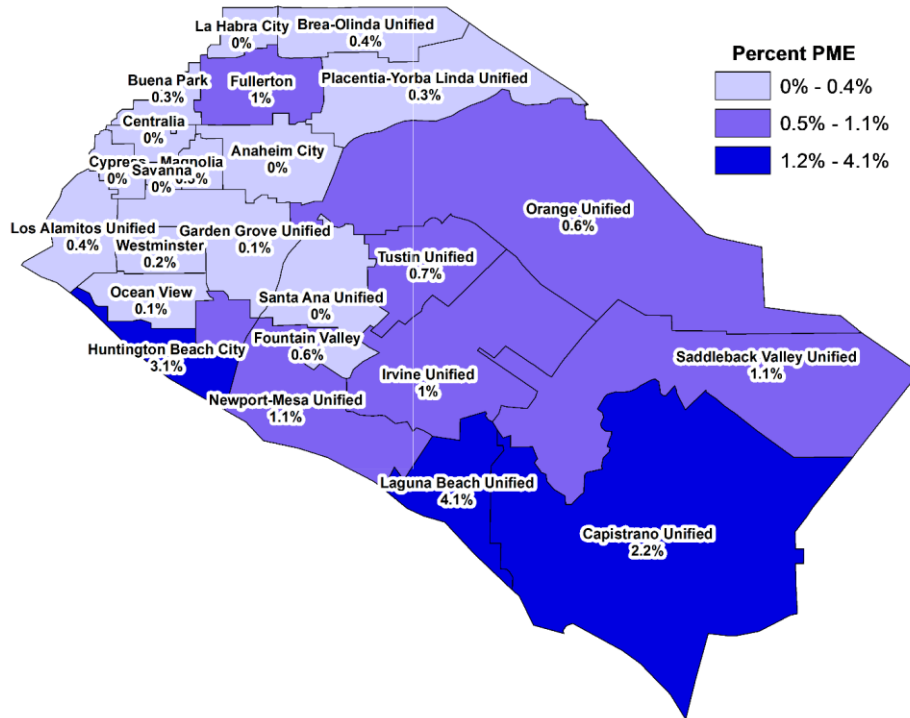 La Habra City
0%
Brea-Olinda Unified
0.4%
Percent PME
0% - 0.4%
0.5% - 1.1%
1.2% - 4.1%
Buena Park
0.3%
Fullerton
1%
Placentia-Yorba Linda Unified
0.3%
Centralia
0%
Anaheim City
0%
Cypress
0%
Magnolia
Savanna
0%
Los Alamitos Unified
0.4%
Westminster
0.2%
Garden Grove Unified
0.1%
Orange Unified
0.6%
Tustin Unified
0.7%
Ocean View
0.1%
Santa Ana Unified
0%
Huntington Beach City
3.1%
Fountain Valley
0.6%
Saddleback Valley Unified
1.1%
Irvine Unified
1%
Newport-Mesa Unified
1.1%
Laguna Beach Unified
4.1%
Capistrano Unified
2.2%